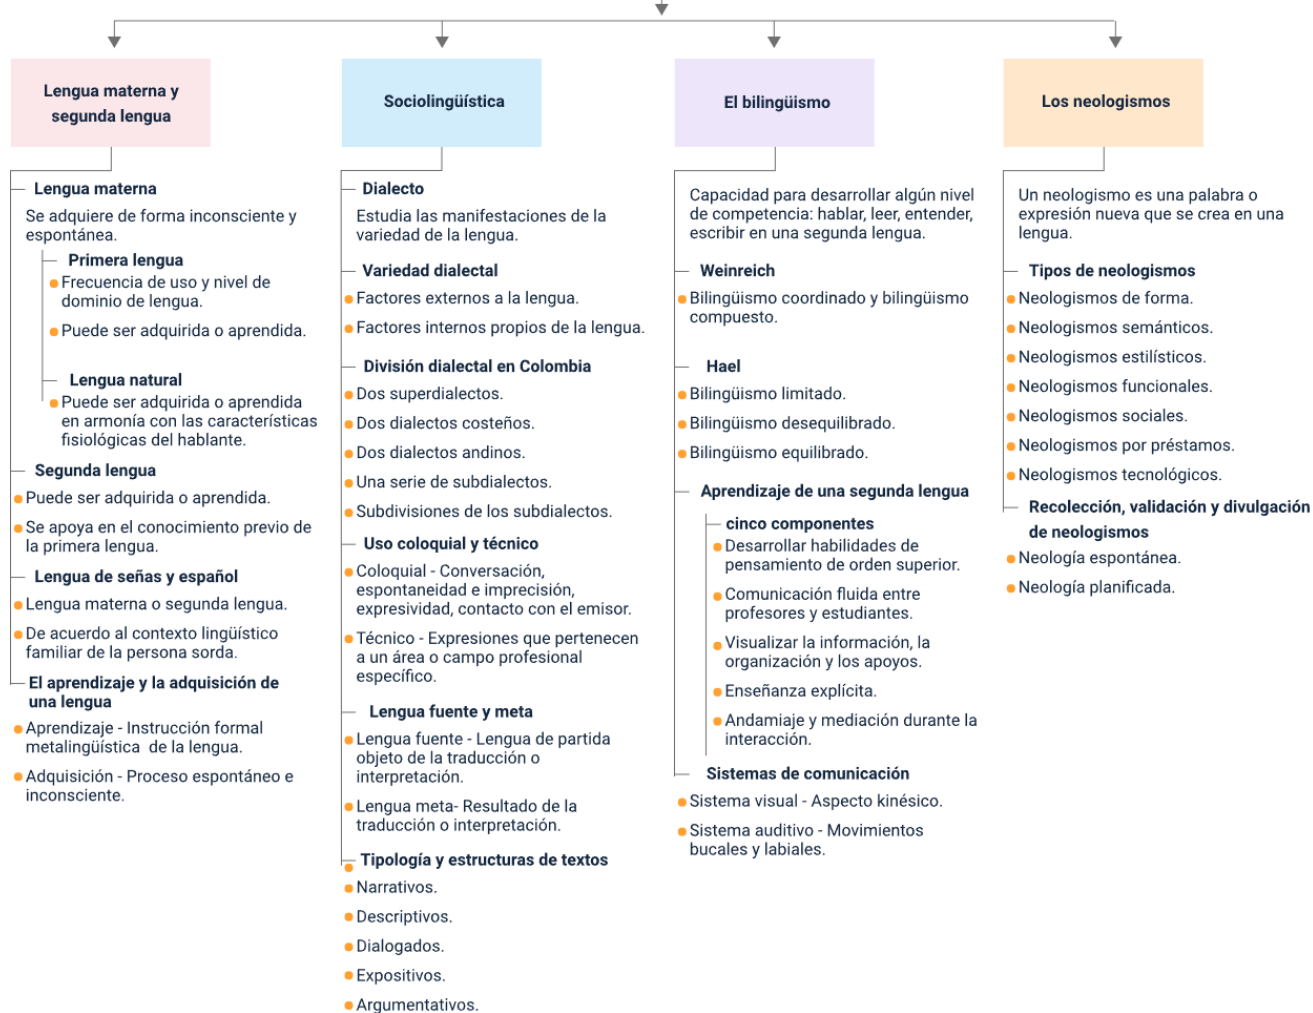 Lengua materna y
segunda lengua
Lengua materna
Se adquiere de forma inconsciente y
espontánea.
Primera lengua
Frecuencia de uso y nivel de
dominio de lengua.
Puede ser adquirida o aprendida.
Lengua natural
Puede ser adquirida o aprendida
en armonía con las características
fisiológicas del hablante.
Segunda lengua
Puede ser adquirida o aprendida.
Se apoya en el conocimiento previo de
la primera lengua.
Lengua de señas y español
Lengua materna o segunda lengua.
De acuerdo al contexto lingüístico
familiar de la persona sorda.
El aprendizaje y la adquisición de
una lengua
Aprendizaje - Instrucción formal
metalingüística de la lengua.
Adquisición - Proceso espontáneo e
inconsciente.
Sociolingüística
Dialecto
Estudia las manifestaciones de la
variedad de la lengua.
Variedad dialectal
Factores externos a la lengua.
Factores internos propios de la lengua.
División dialectal en Colombia
Dos superdialectos.
Dos dialectos costeños.
Dos dialectos andinos.
Una serie de subdialectos.
Subdivisiones de los subdialectos.
Uso coloquial y técnico
Coloquial - Conversación,
espontaneidad e imprecisión,
expresividad, contacto con el emisor.
Técnico - Expresiones que pertenecen
a un área o campo profesional
específico.
Lengua fuente y meta
Lengua fuente - Lengua de partida
objeto de la traducción o
interpretación.
Lengua meta- Resultado de la
traducción o interpretación.
Tipología y estructuras de textos
Narrativos.
Descriptivos.
Dialogados.
Expositivos.
Argumentativos.
El bilingüismo
Capacidad para desarrollar algún nivel
de competencia: hablar, leer, entender,
escribir en una segunda lengua.
Weinreich
Bilingüismo coordinado y bilingüismo
compuesto.
Hael
Bilingüismo limitado.
Bilingüismo desequilibrado.
Bilingüismo equilibrado.
Aprendizaje de una segunda lengua
cinco componentes
Desarrollar habilidades de
pensamiento de orden superior.
Comunicación fluida entre
profesores y estudiantes.
Visualizar la información, la
organización y los apoyos.
Enseñanza explícita.
Andamiaje y mediación durante la
interacción.
Sistemas de comunicación
Sistema visual - Aspecto kinésico.
Sistema auditivo - Movimientos
bucales y labiales.
Los neologismos
Un neologismo es una palabra o
expresión nueva que se crea en una
lengua.
Tipos de neologismos
Neologismos de forma.
Neologismos semánticos.
Neologismos estilísticos.
Neologismos funcionales.
Neologismos sociales.
Neologismos por préstamos.
Neologismos tecnológicos.
Recolección, validación y divulgación
de neologismos
Neología espontánea.
Neología planificada.